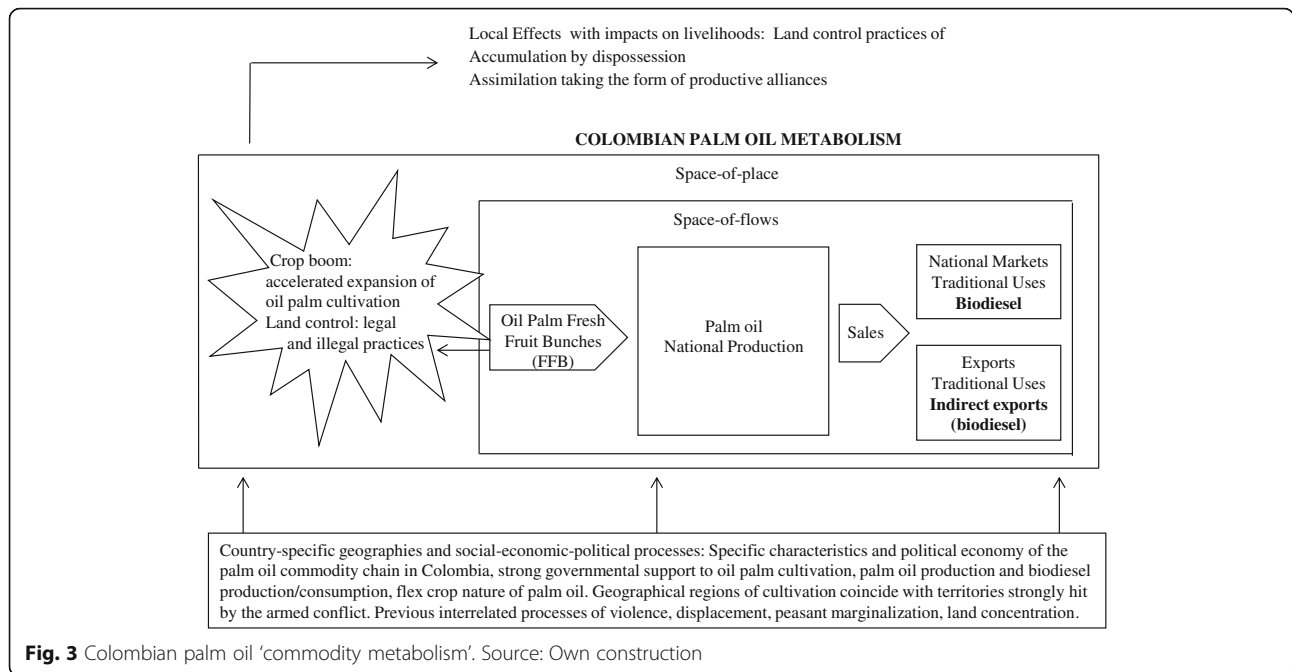 Local Effects with impacts on livelihoods: Land control practices of
Accumulation by dispossession
Assimilation taking the form of productive alliances
COLOMBIAN PALM OIL METABOLISM
Space-of-place
Space-of-flows
Crop boom:
accelerated expansion of
oil palm cultivation
Land control: legal
and illegal practices
Oil Palm Fresh
Fruit Bunches
(FFB)
Palm oil
National Production
Sales
National Markets
Traditional Uses
Biodiesel
Exports
Traditional Uses
Indirect exports
(biodiesel)
Country-specific geographies and social-economic-political processes: Specific characteristics and political economy of the
palm oil commodity chain in Colombia, strong governmental support to oil palm cultivation, palm oil production and biodiesel
production/consumption, flex crop nature of palm oil. Geographical regions of cultivation coincide with territories strongly hit
by the armed conflict. Previous interrelated processes of violence, displacement, peasant marginalization, land concentration.
Fig. 3 Colombian palm oil ‘commodity metabolism’. Source: Own construction